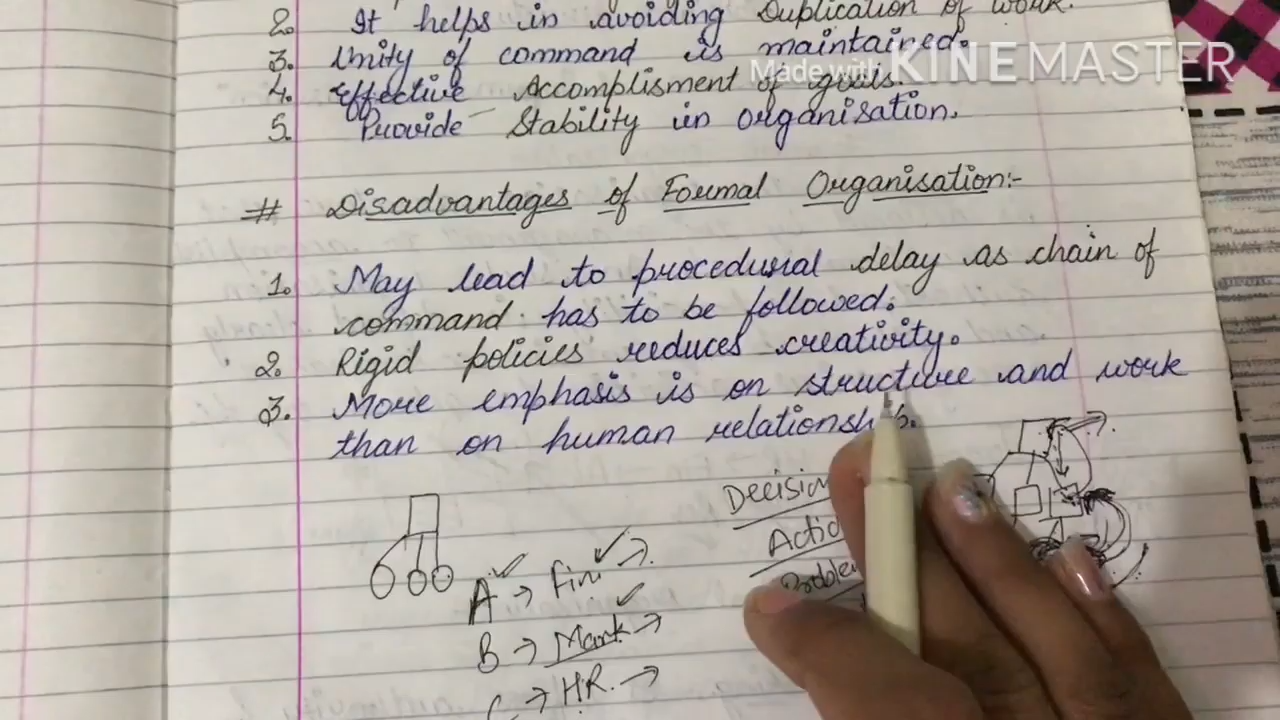 2. It helps in avoiding Duplication of work.
3. Unity of command is maintained.
Made with KINEMASTER
4. Effective Accomplisment of goals.
5. Provide Stability in organisation.
# Disadvantages of Formal Organisation:-
1. May lead to procedural delay as chain of
command has to be followed.
2. Rigid policies reduces creativity.
3. More emphasis is on structure and work
than on human relationships.
Decision
A → Fin →
B → Mark →
C → HR. →